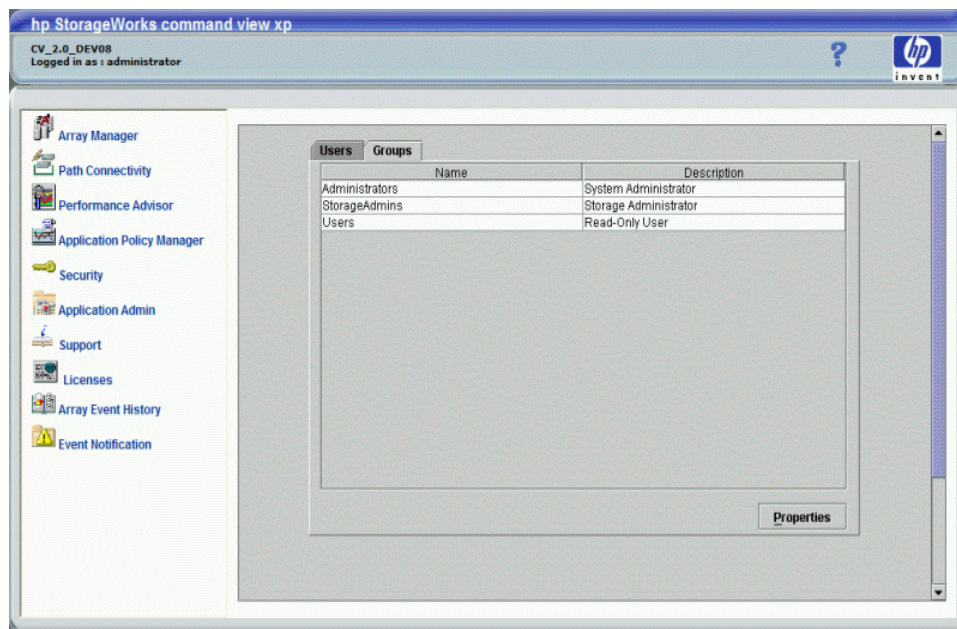 hp StorageWorks command view xp
CV_2.0_DEV08
Logged in as : administrator
?
hp
invent
Array Manager
Path Connectivity
Performance Advisor
Application Policy Manager
Security
Application Admin
Support
Licenses
Array Event History
Event Notification
Users Groups
Name Description
Administrators System Administrator
StorageAdmins Storage Administrator
Users Read-Only User
Properties